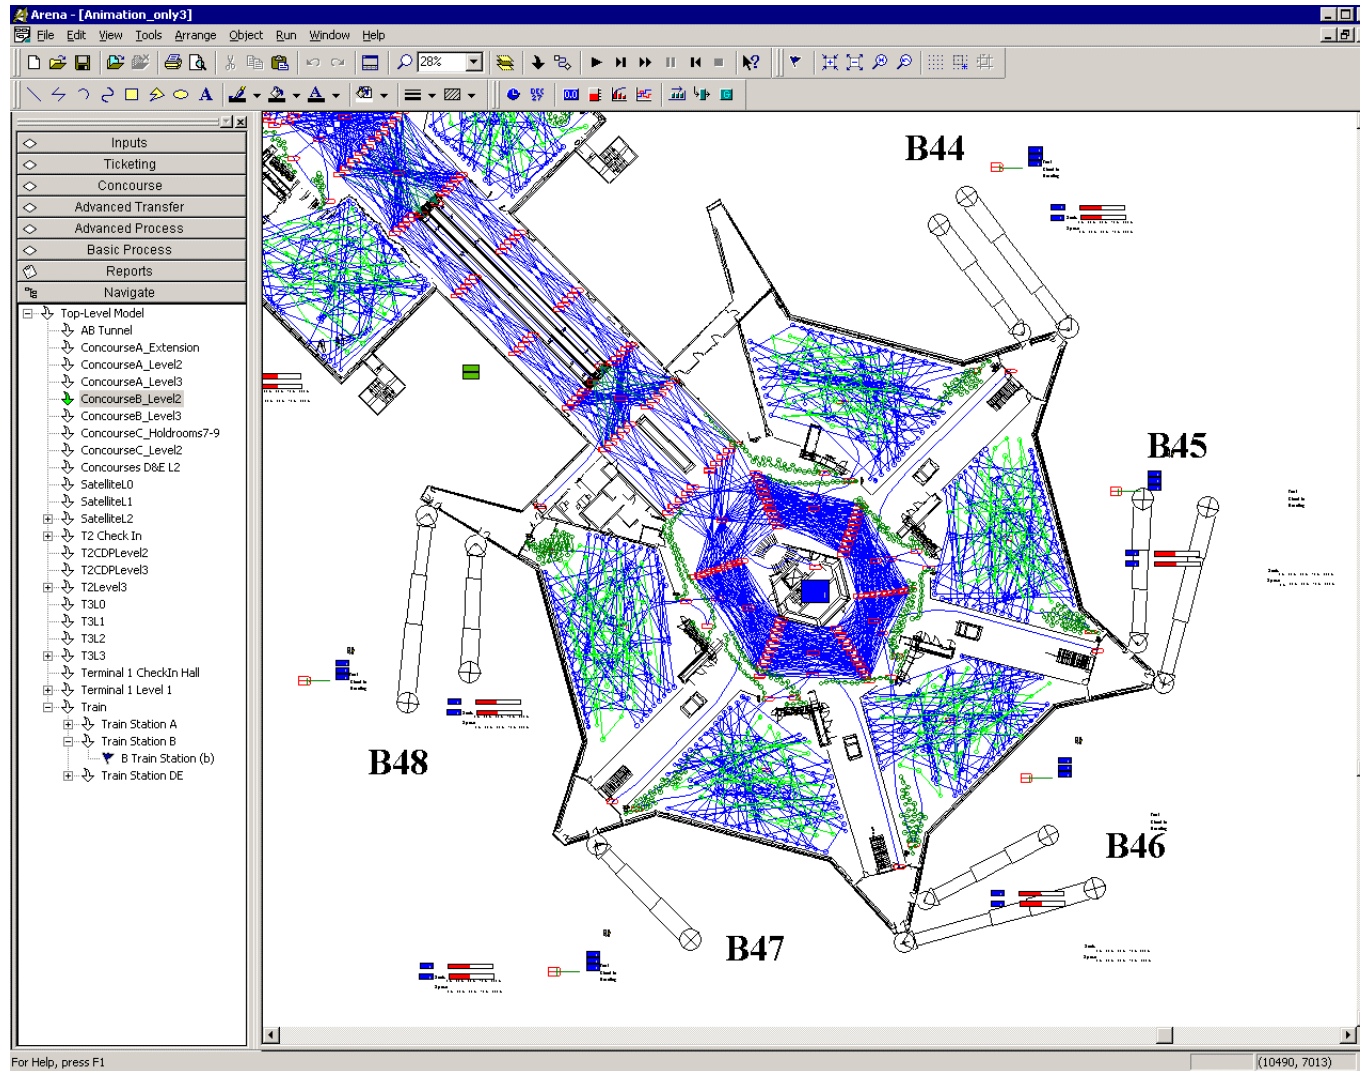 Arena - [Animation_only3]
File Edit View Tools Arrange Object Run Window Help
28%
A A
DEC 27 0.0
Inputs
Ticketing
Concourse
Advanced Transfer
Advanced Process
Basic Process
Reports
Navigate
Top-Level Model
AB Tunnel
ConcourseA_Extension
ConcourseA_Level2
ConcourseA_Level3
ConcourseB_Level2
ConcourseB_Level3
ConcourseC_Holdrooms7-9
ConcourseC_Level2
Concourses D&E L2
SatelliteL0
SatelliteL1
SatelliteL2
T2 Check In
T2CDPLevel2
T2CDPLevel3
T2Level3
T3L0
T3L1
T3L2
T3L3
Terminal 1 CheckIn Hall
Terminal 1 Level 1
Train
Train Station A
Train Station B
B Train Station (b)
Train Station DE
B44
B45
B48
B46
B47
For Help, press F1
(10490, 7013)